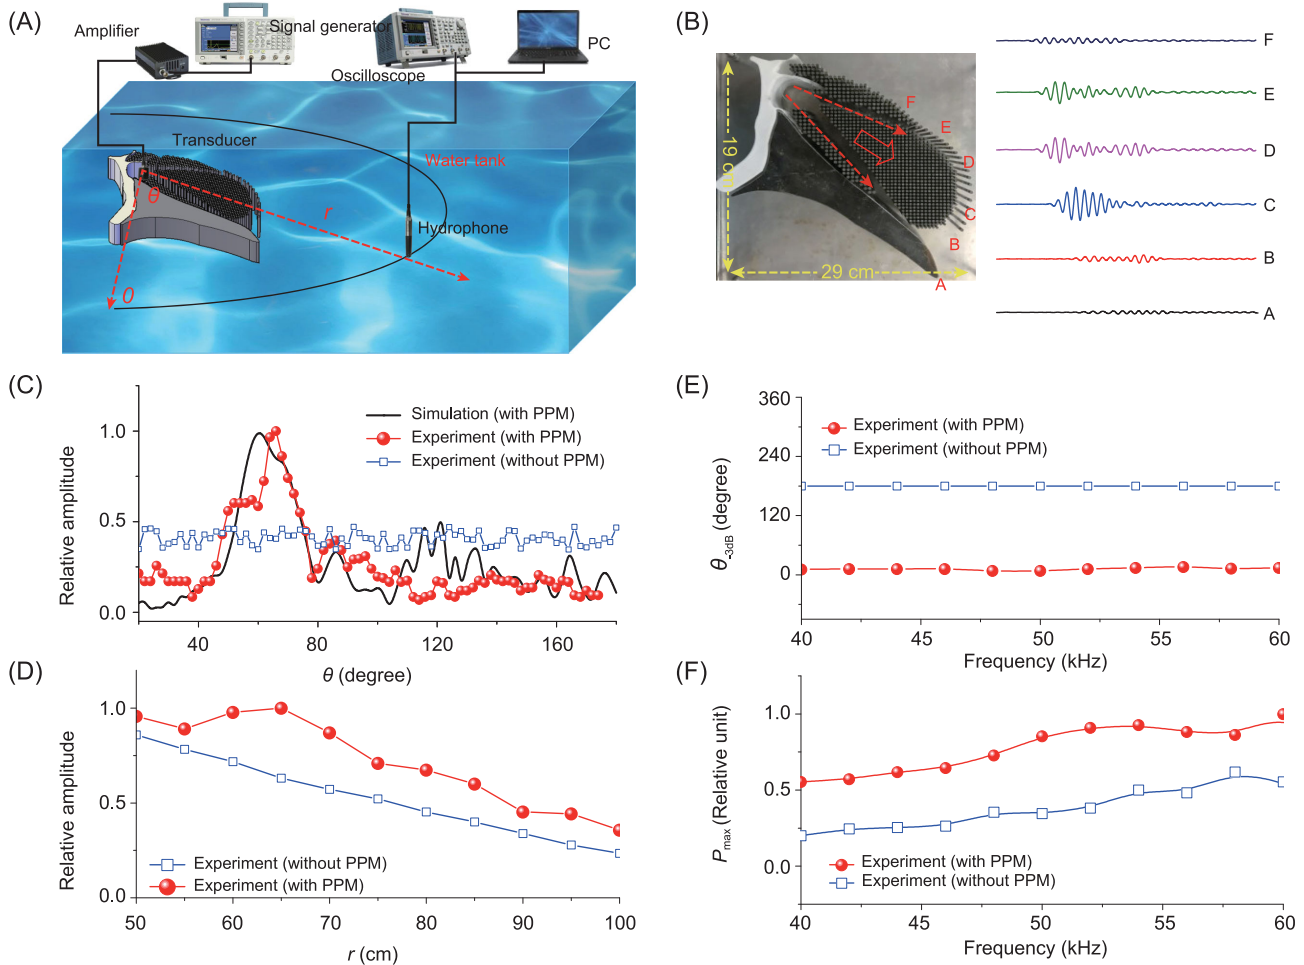 (A)
Amplifier
Signal generator
Oscilloscope
PC
Transducer
Water tank
Hydrophone
θ
r
0
(B)
19 cm
29 cm
F
E
D
C
B
A
F
E
D
C
B
A
(C)
Relative amplitude
1.0
0.5
0.0
Simulation (with PPM)
Experiment (with PPM)
Experiment (without PPM)
40
80
120
160
θ (degree)
(D)
Relative amplitude
1.0
0.5
0.0
Experiment (without PPM)
Experiment (with PPM)
50
60
70
80
90
100
r (cm)
(E)
θ-3dB (degree)
360
240
120
0
Experiment (with PPM)
Experiment (without PPM)
40
45
50
55
60
Frequency (kHz)
(F)
Pmax (Relative unit)
1.0
0.5
0.0
Experiment (with PPM)
Experiment (without PPM)
40
45
50
55
60
Frequency (kHz)